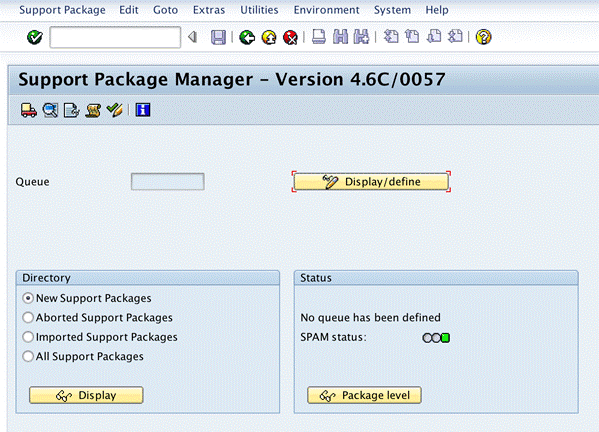 Support Package Edit Goto Extras Utilities Environment System Help
Support Package Manager - Version 4.6C/0057
Queue Display/define
Directory
New Support Packages
Aborted Support Packages
Imported Support Packages
All Support Packages
Display
Status
No queue has been defined
SPAM status:
Package level